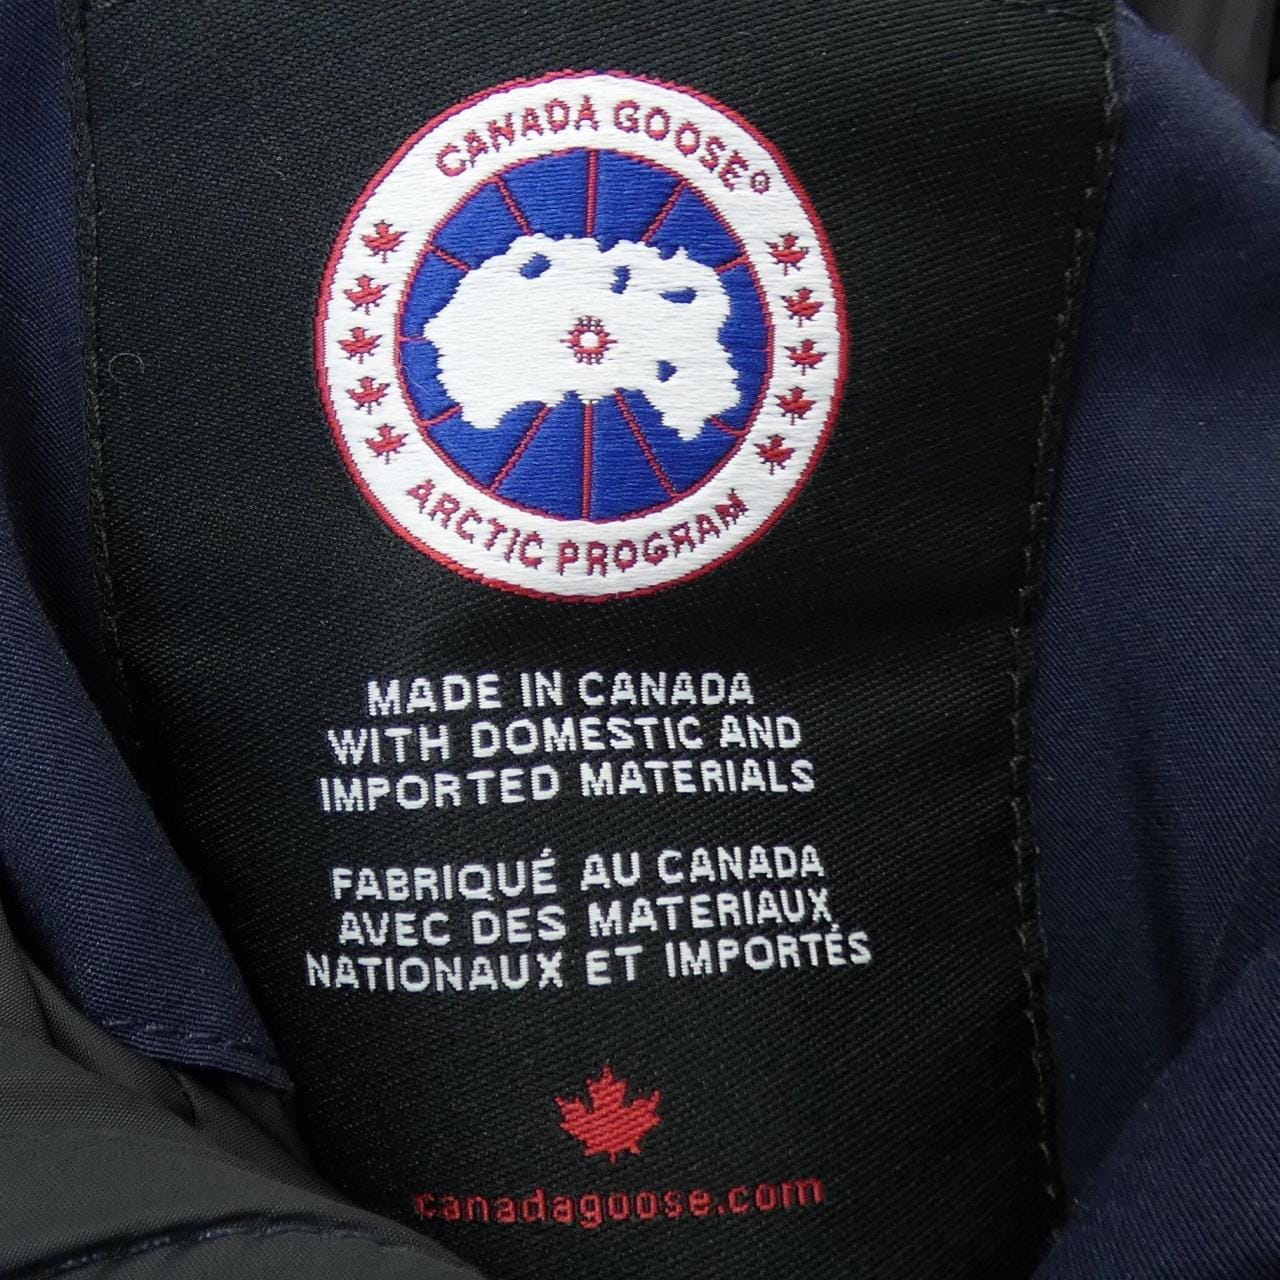 CANADA GOOSE®
ARCTIC PROGRAM
MADE IN CANADA
WITH DOMESTIC AND
IMPORTED MATERIALS
FABRIQUÉ AU CANADA
AVEC DES MATERIAUX
NATIONAUX ET IMPORTÉS
canadagoose.com